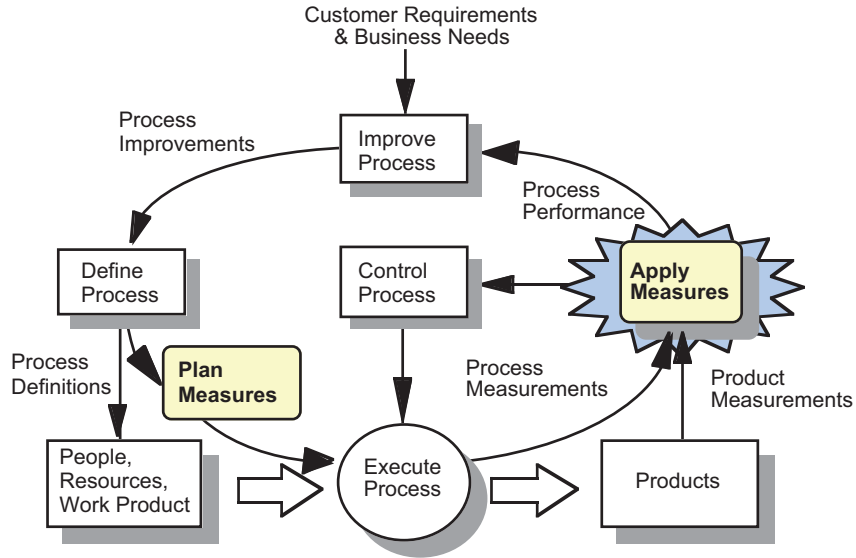 Customer Requirements
& Business Needs
Process
Improvements
Improve
Process
Process
Performance
Define
Process
Control
Process
Apply
Measures
Process
Definitions
Plan
Measures
Process
Measurements
Product
Measurements
People,
Resources,
Work Product
Execute
Process
Products